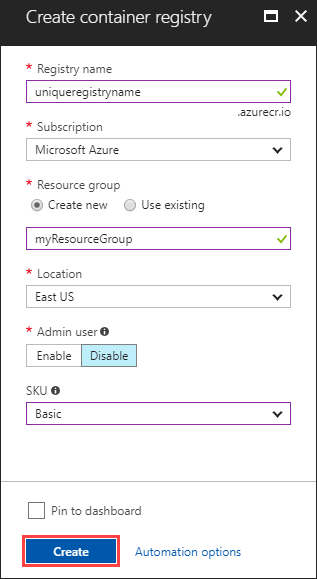 Create container registry
* Registry name
uniqueregistryname
.azurecr.io
* Subscription
Microsoft Azure
* Resource group
Create new Use existing
myResourceGroup
* Location
East US
* Admin user
Enable Disable
SKU
Basic
Pin to dashboard
Create Automation options